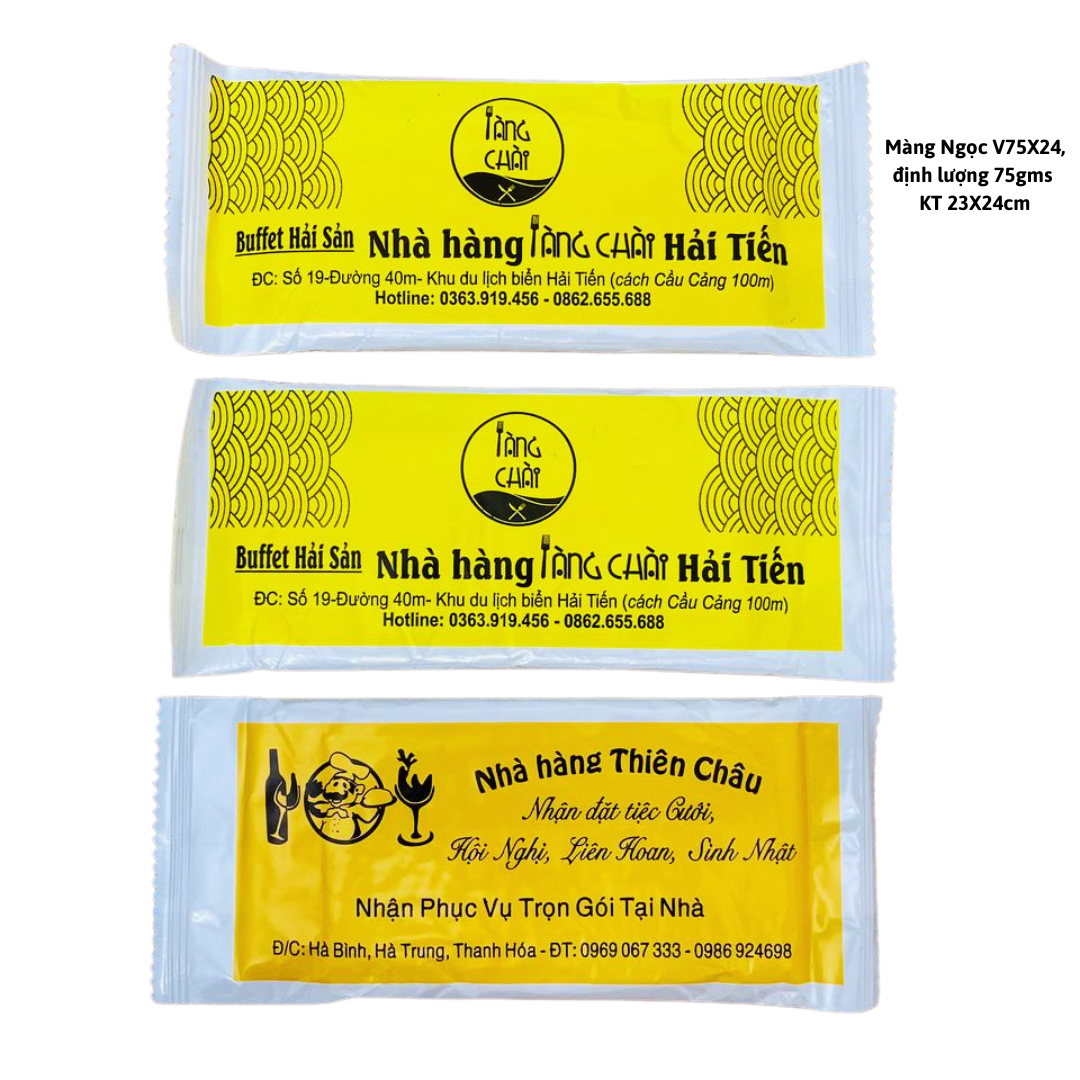 Màng Ngọc V75X24,
định lượng 75gms
KT 23X24cm
TÀNG
CHÀI
Buffet Hải Sản Nhà hàng TÀNG CHÀI Hải Tiến
ĐC: Số 19-Đường 40m- Khu du lịch biển Hải Tiến (cách Cầu Cảng 100m)
Hotline: 0363.919.456 - 0862.655.688
TÀNG
CHÀI
Buffet Hải Sản Nhà hàng TÀNG CHÀI Hải Tiến
ĐC: Số 19-Đường 40m- Khu du lịch biển Hải Tiến (cách Cầu Cảng 100m)
Hotline: 0363.919.456 - 0862.655.688
Nhà hàng Thiên Châu
Nhận đặt tiệc Cưới,
Hội Nghị, Liên Hoan, Sinh Nhật
Nhận Phục Vụ Trọn Gói Tại Nhà
Đ/C: Hà Bình, Hà Trung, Thanh Hóa - ĐT: 0969 067 333 - 0986 924698